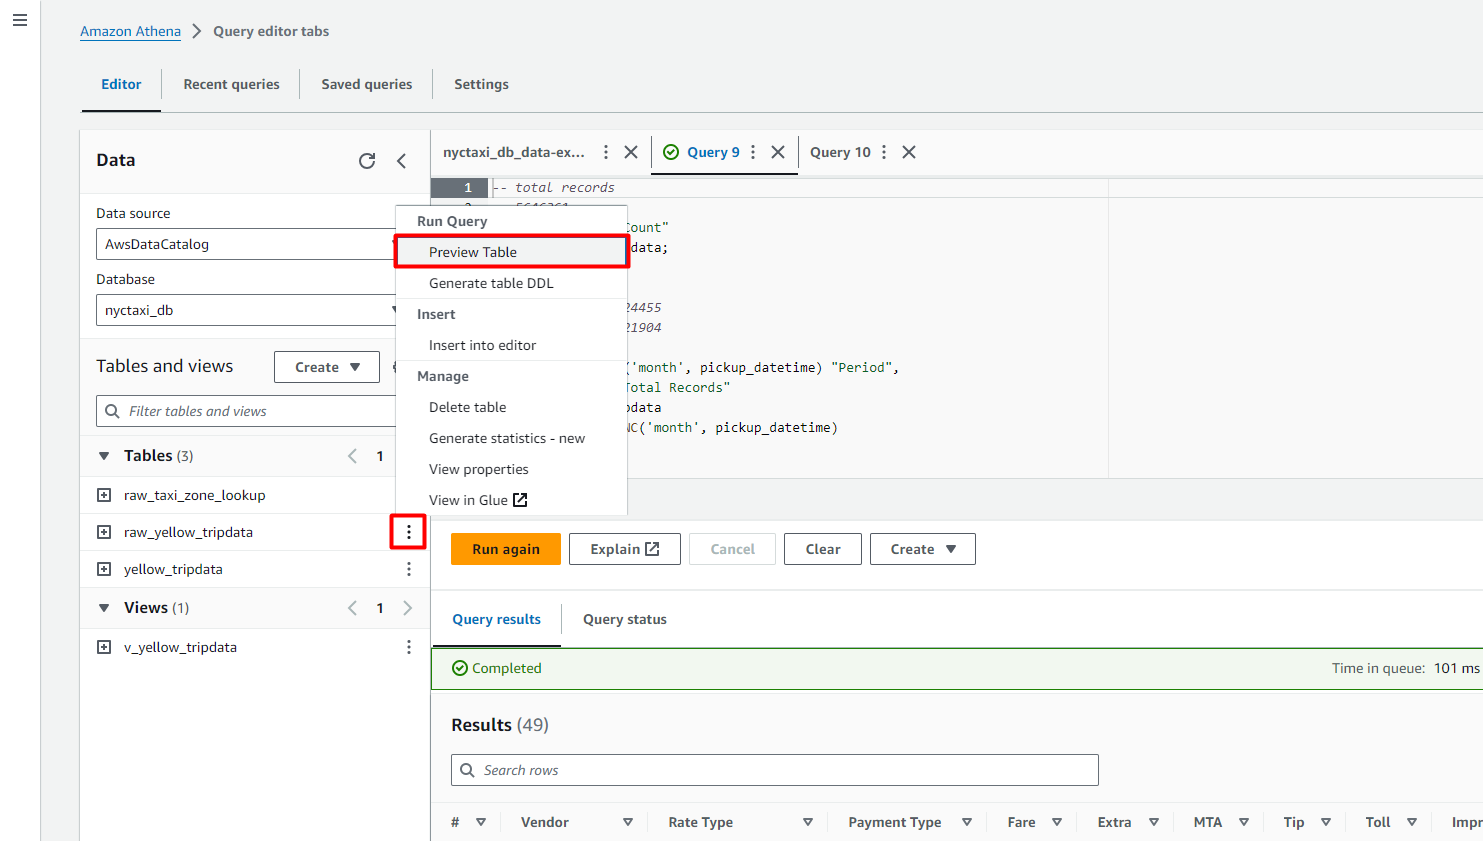 Amazon Athena > Query editor tabs
Editor Recent queries Saved queries Settings
Data
Data source
AwsDataCatalog
Database
nyctaxi_db
Tables and views Create
Filter tables and views
Tables (3) < 1
raw_taxi_zone_lookup
raw_yellow_tripdata
yellow_tripdata
Views (1) < 1 >
v_yellow_tripdata
Run Query
Preview Table
Generate table DDL
Insert
Insert into editor
Manage
Delete table
Generate statistics - new
View properties
View in Glue
nyctaxi_db_data-ex... Query 9 Query 10
1 -- total records
Count"
data;
24455
21904
('month', pickup_datetime) "Period",
Total Records"
data
NC('month', pickup_datetime)
Run again Explain Cancel Clear Create
Query results Query status
Completed Time in queue: 101 ms
Results (49)
Search rows
# Vendor Rate Type Payment Type Fare Extra MTA Tip Toll Impr